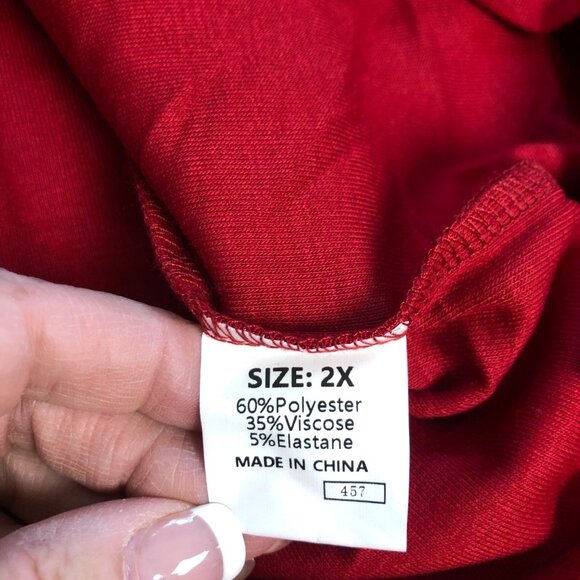 SIZE: 2X
60%Polyester
35%Viscose
5%Elastane
MADE IN CHINA
457